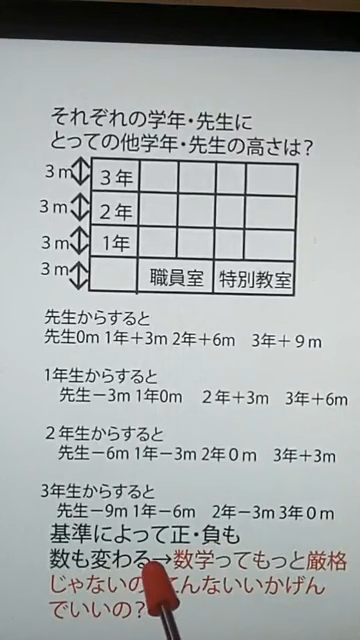 それぞれの学年・先生に
とっての他学年・先生の高さは?
3m 3年
3m 2年
3m 1年
3m 職員室 特別教室
先生からすると
先生0m 1年+3m 2年+6m 3年+9m
1年生からすると
先生-3m 1年0m 2年+3m 3年+6m
2年生からすると
先生-6m 1年-3m 2年0m 3年+3m
3年生からすると
先生-9m 1年-6m 2年-3m 3年0m
基準によって正・負も
数も変わる→数学ってもっと厳格
じゃないの てんないいかげん
でいいの?